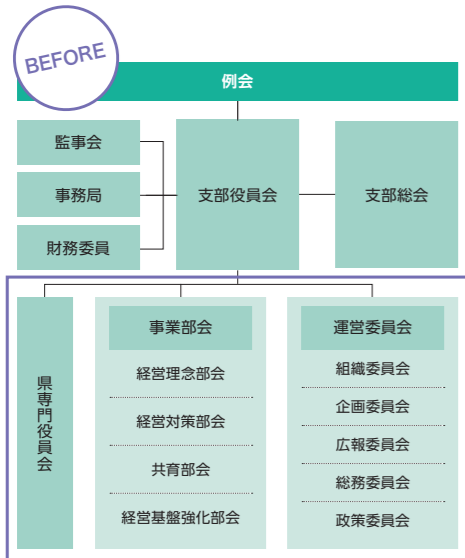 BEFORE
例会
監事会
事務局
財務委員
支部役員会
支部総会
県専門役員会
事業部会
経営理念部会
経営対策部会
共育部会
経営基盤強化部会
運営委員会
組織委員会
企画委員会
広報委員会
総務委員会
政策委員会